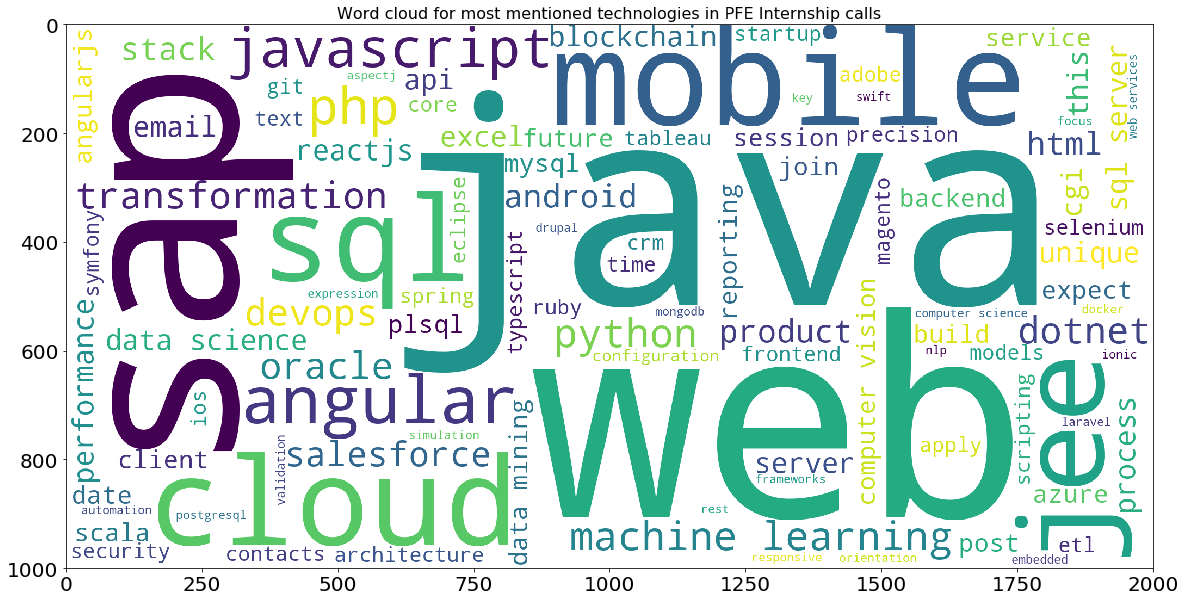 Word cloud for most mentioned technologies in PFE Internship calls
0
200
400
600
800
1000
angularjs
stack
javascript
blockchain
startup
service
aspectj
git
api
adobe
mobile
this
sql server
web services
text
php
core
key
swift
focus
email
excel
future
tableau
session
precision
html
reactjs
mysql
join
sap
java
transformation
sql
eclipse
android
reporting
magento
backend
cgi
selenium
symfony
drupal
crm
time
unique
typescript
expression
spring
ruby
mongodb
expect
devops
plsql
computer science
docker
performance
data science
python
product
build
dotnet
configuration
frontend
nlp
models
ionic
oracle
angular
web
computer vision
jee
ios
scripting
laravel
process
simulation
client
validation
salesforce
data mining
server
frameworks
apply
cloud
date
automation
postgresql
rest
azure
scala
machine learning
post
etl
security
contacts
architecture
responsive
orientation
embedded
0
250
500
750
1000
1250
1500
1750
2000